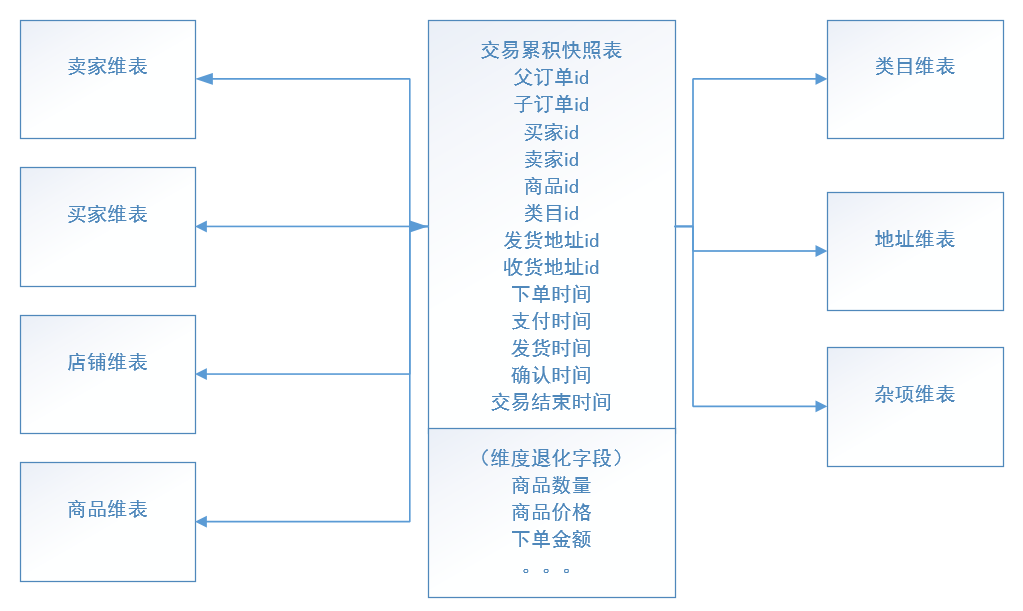 卖家维表
买家维表
店铺维表
商品维表
交易累积快照表
父订单id
子订单id
买家id
卖家id
商品id
类目id
发货地址id
收货地址id
下单时间
支付时间
发货时间
确认时间
交易结束时间
（维度退化字段）
商品数量
商品价格
下单金额
。。。
类目维表
地址维表
杂项维表